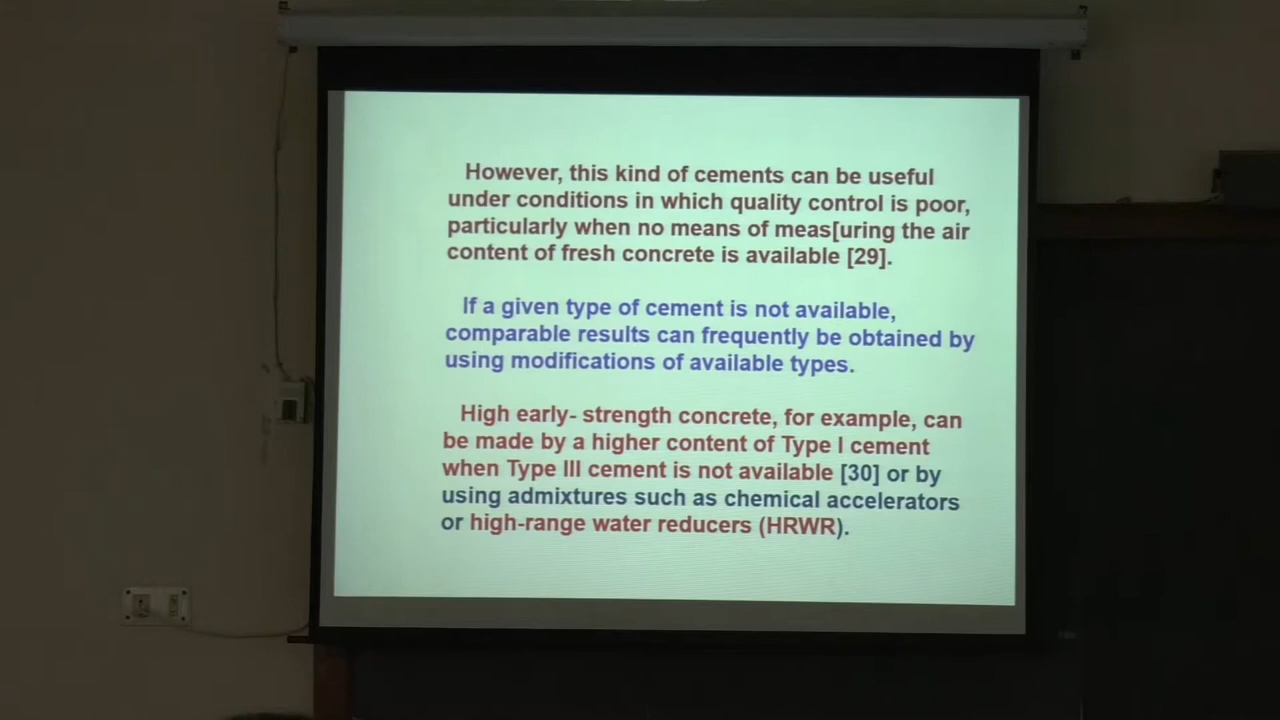 However, this kind of cements can be useful
under conditions in which quality control is poor,
particularly when no means of meas[uring the air
content of fresh concrete is available [29].
If a given type of cement is not available,
comparable results can frequently be obtained by
using modifications of available types.
High early- strength concrete, for example, can
be made by a higher content of Type I cement
when Type III cement is not available [30] or by
using admixtures such as chemical accelerators
or high-range water reducers (HRWR).